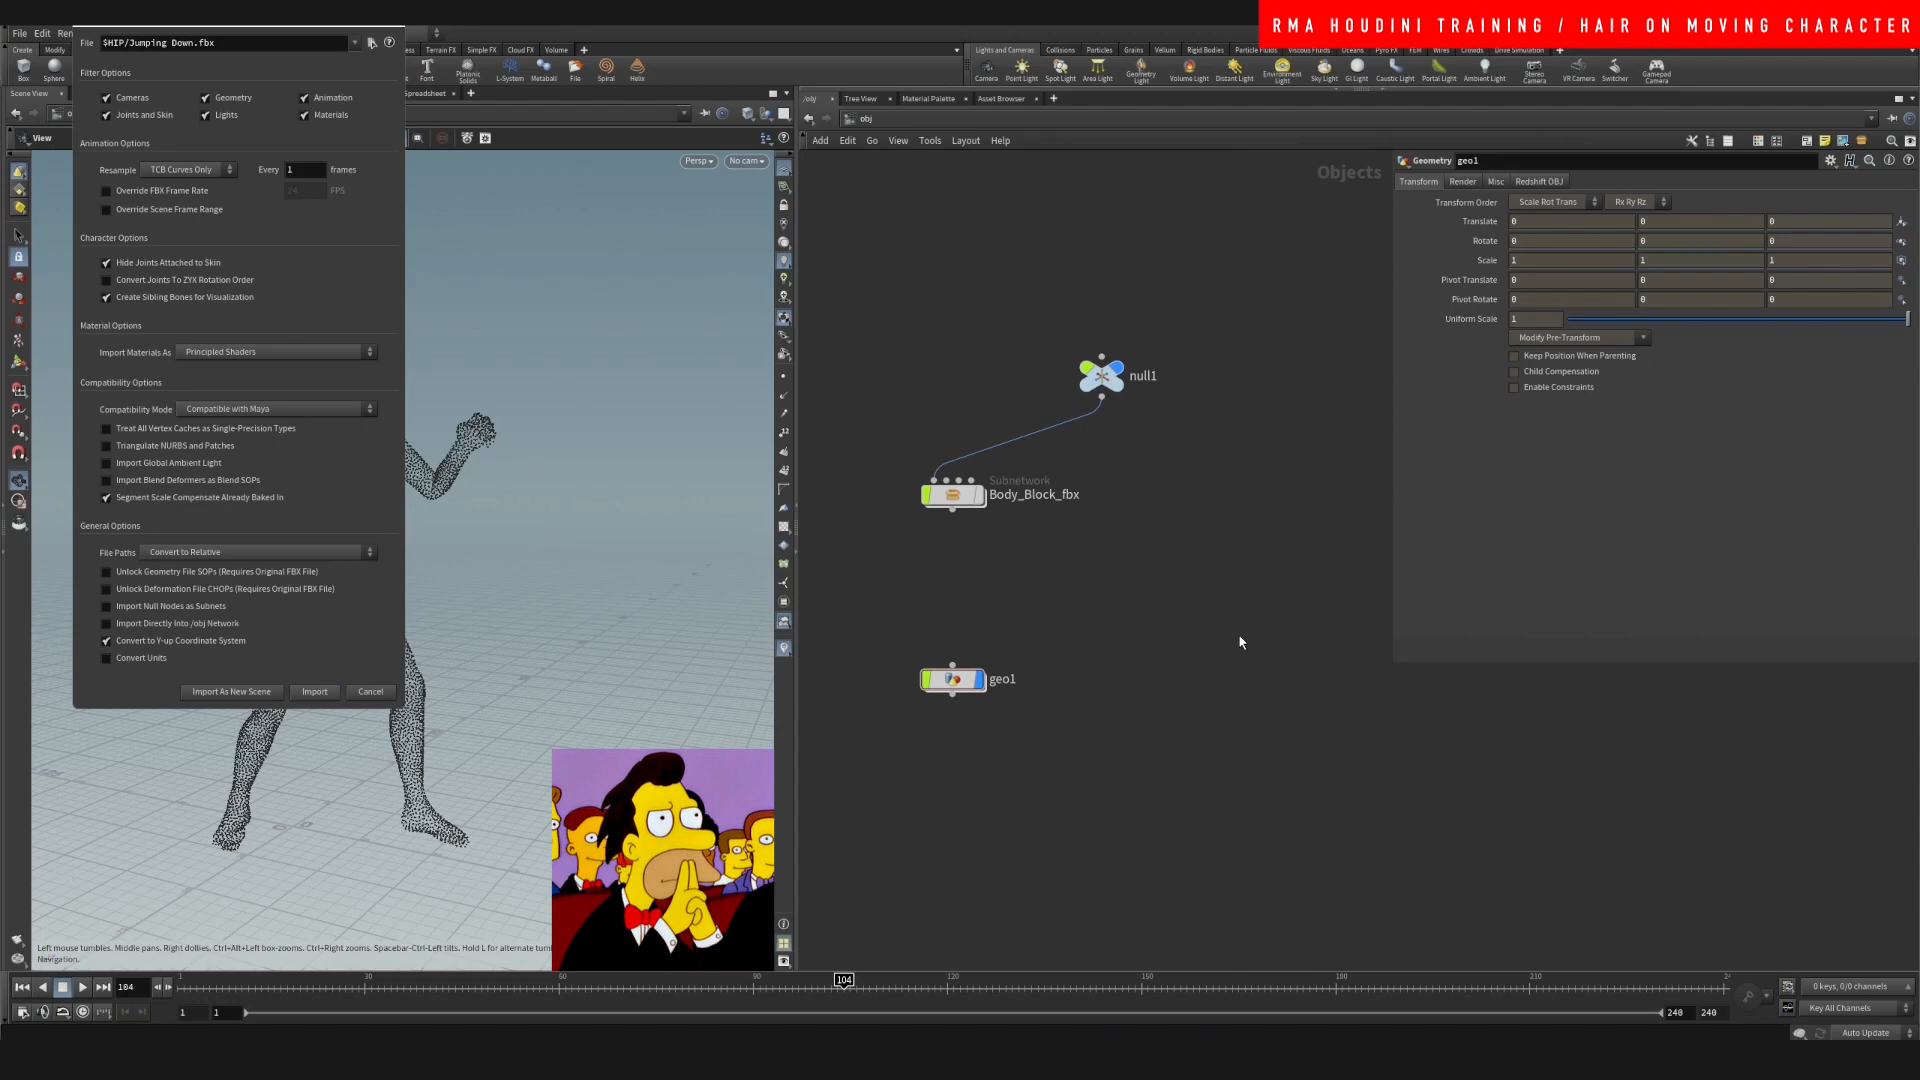 RMA HOUDINI TRAINING / HAIR ON MOVING CHARACTER
File Edit
File $HIP/Jumping Down.fbx
Create Modify
Terrain FX Simple FX Cloud FX Volume
Lights and Cameras Collisions Particles Grains Vellum Rigid Bodies Particle Fluids Viscous Fluids Oceans Pyro FX FEM Wires Crowds Drive Simulation
Box Sphere
Font Platonic Solids L-System Metaball File Spiral Helix
Camera Point Light Spot Light Area Light Geometry Light Volume Light Distant Light Environment Light Sky Light GI Light Caustic Light Portal Light Ambient Light Stereo Camera VR Camera Switcher Gamepad Camera
Filter Options
Cameras Geometry Animation
Joints and Skin Lights Materials
Animation Options
Resample TCB Curves Only Every 1 frames
Override FBX Frame Rate 24 FPS
Override Scene Frame Range
Character Options
Hide Joints Attached to Skin
Convert Joints To ZYX Rotation Order
Create Sibling Bones for Visualization
Material Options
Import Materials As Principled Shaders
Compatibility Options
Compatibility Mode Compatible with Maya
Treat All Vertex Caches as Single-Precision Types
Triangulate NURBS and Patches
Import Global Ambient Light
Import Blend Deformers as Blend SOPs
Segment Scale Compensate Already Baked In
General Options
File Paths Convert to Relative
Unlock Geometry File SOPs (Requires Original FBX File)
Unlock Deformation File CHOPs (Requires Original FBX File)
Import Null Nodes as Subnets
Import Directly Into /obj Network
Convert to Y-up Coordinate System
Convert Units
Import As New Scene Import Cancel
Scene View
Spreadsheet
View
Persp No cam
/obj Tree View Material Palette Asset Browser
obj
Add Edit Go View Tools Layout Help
Objects
null1
Subnetwork
Body_Block_fbx
geo1
Geometry geo1
Transform Render Misc Redshift OBJ
Transform Order Scale Rot Trans Rx Ry Rz
Translate 0 0 0
Rotate 0 0 0
Scale 1 1 1
Pivot Translate 0 0 0
Pivot Rotate 0 0 0
Uniform Scale 1
Modify Pre-Transform
Keep Position When Parenting
Child Compensation
Enable Constraints
Left mouse tumbles. Middle pans. Right dollies. Ctrl+Alt+Left box-zooms. Ctrl+Right zooms. Spacebar-Ctrl-Left tilts. Hold L for alternate
Navigation.
104 1 30 60 90 104 120 150 180 210
1 1 240 240
0 keys, 0/0 channels
Key All Channels
Auto Update